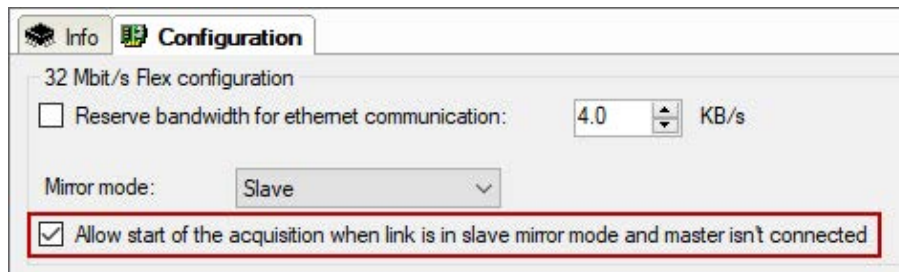 Info Configuration
32 Mbit/s Flex configuration
Reserve bandwidth for ethernet communication: 4.0 KB/s
Mirror mode: Slave
Allow start of the acquisition when link is in slave mirror mode and master isn't connected